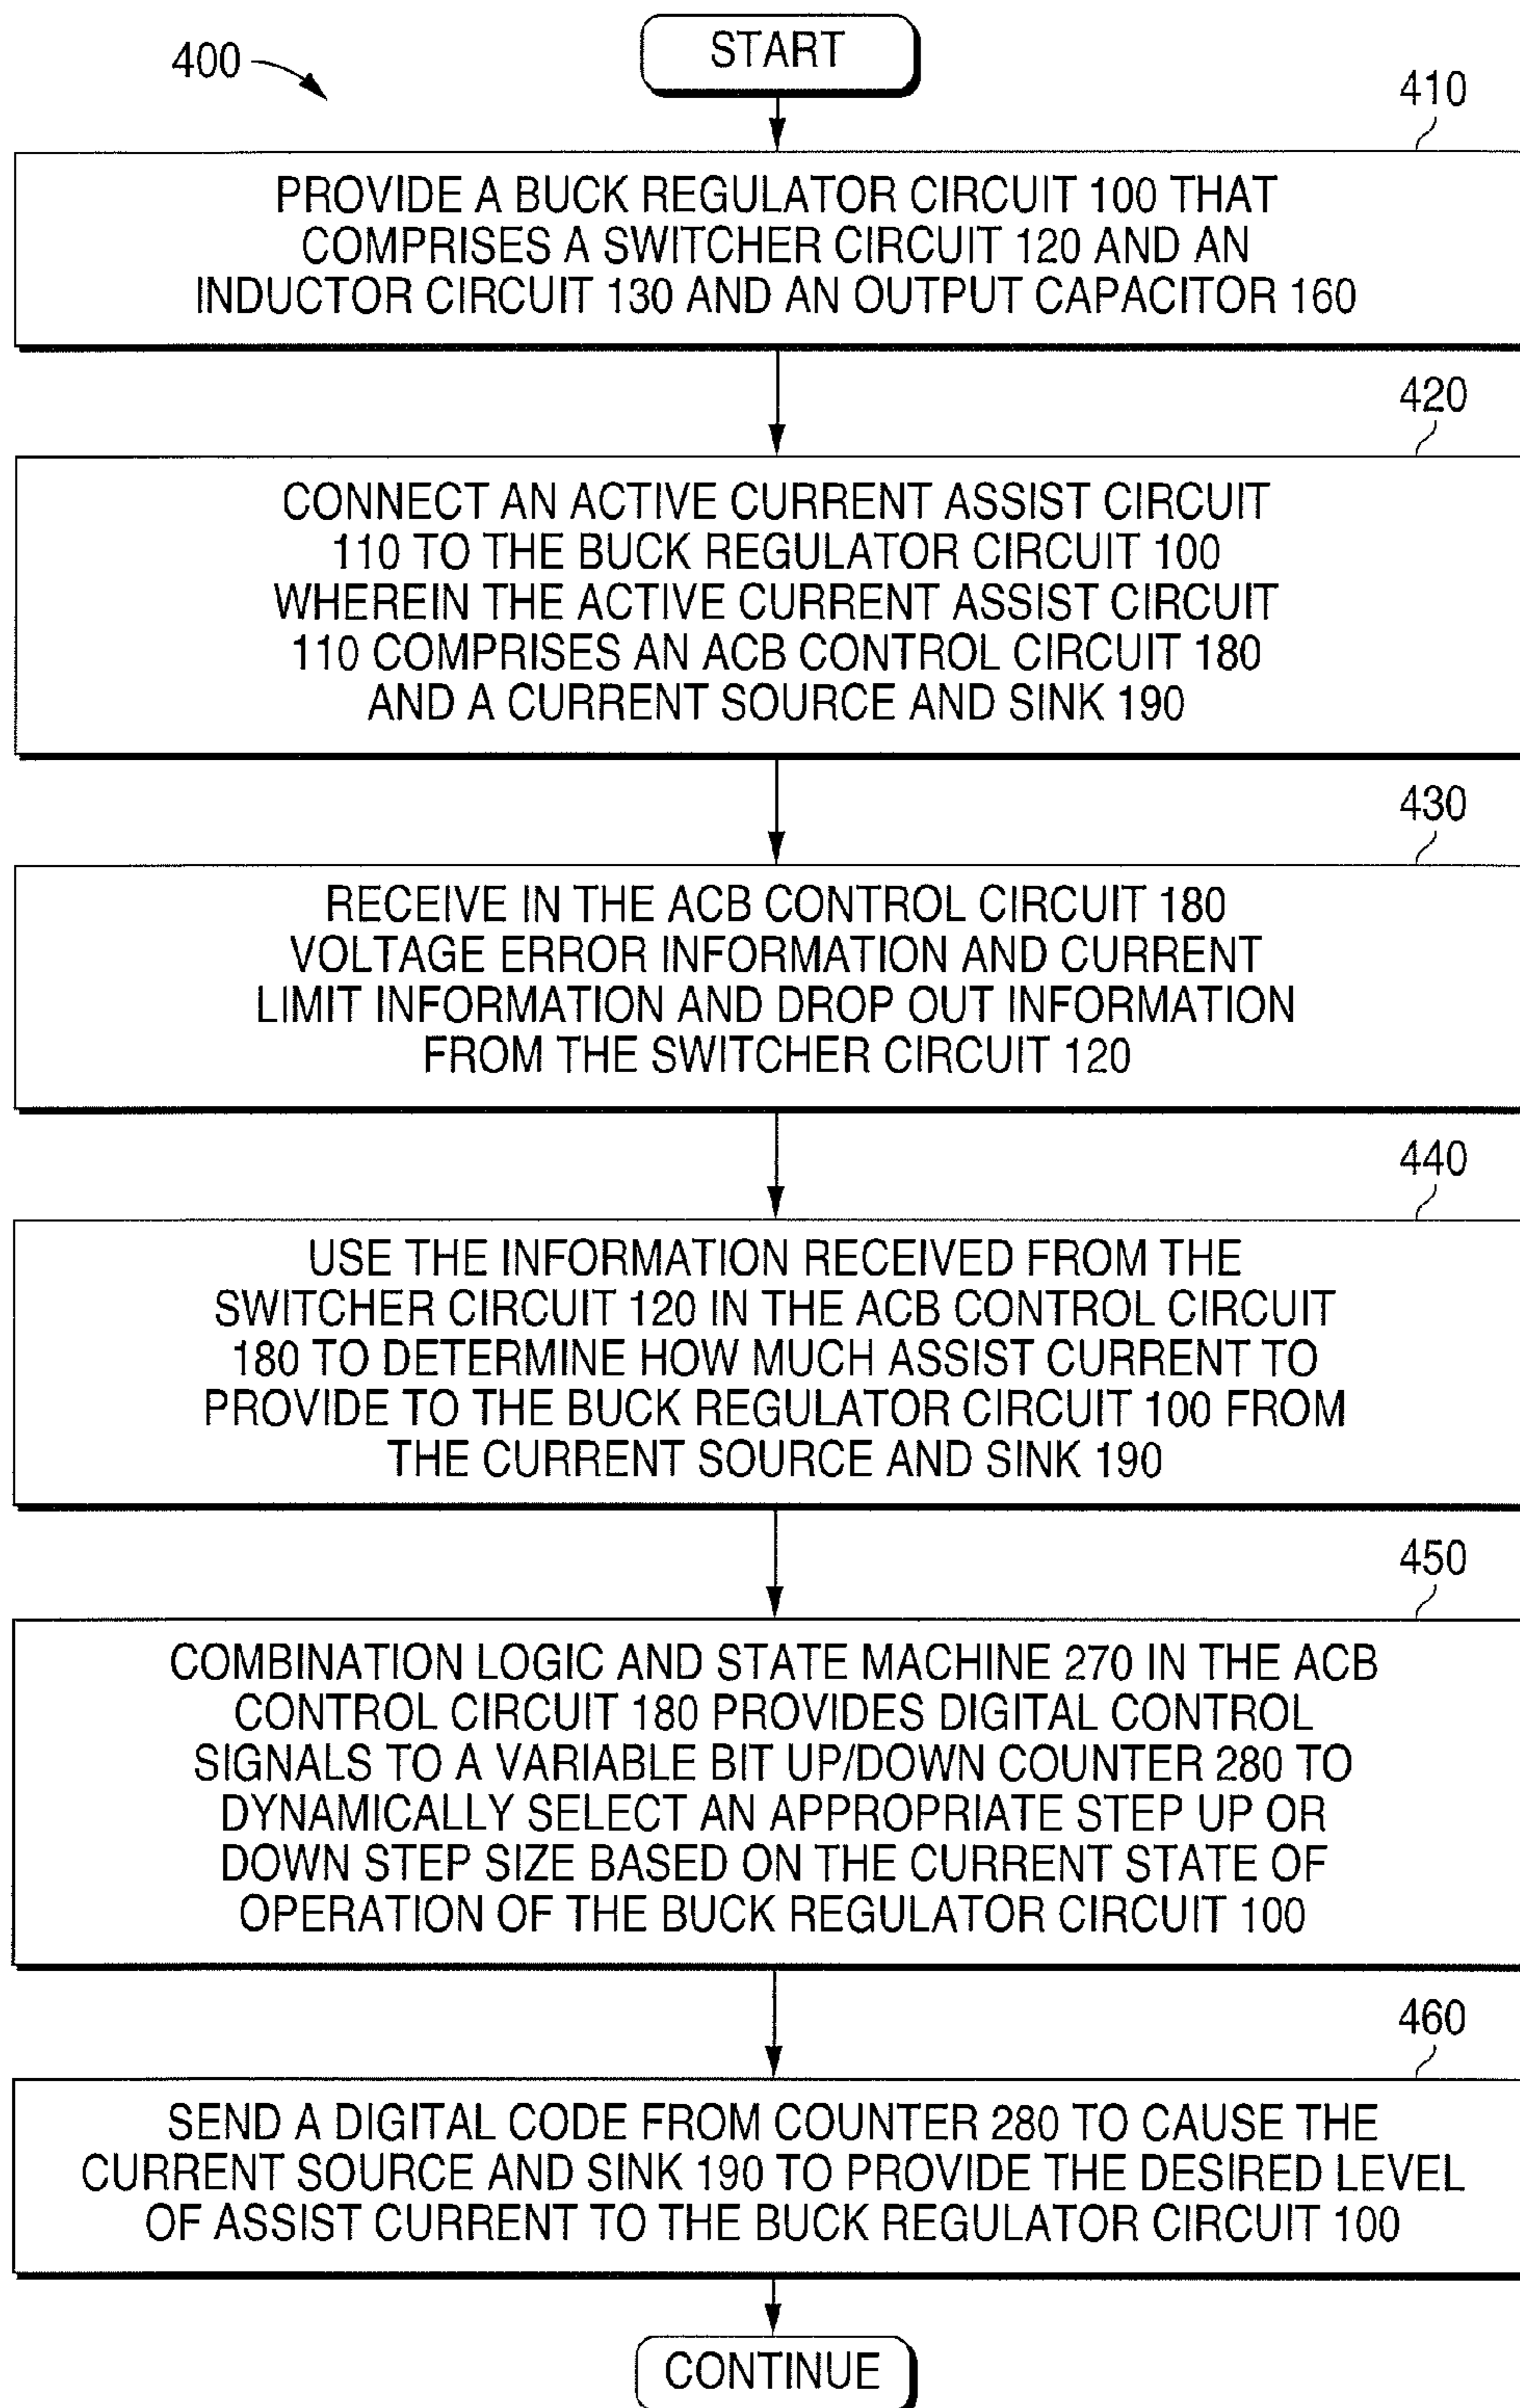 400
START
410
PROVIDE A BUCK REGULATOR CIRCUIT 100 THAT
COMPRISES A SWITCHER CIRCUIT 120 AND AN
INDUCTOR CIRCUIT 130 AND AN OUTPUT CAPACITOR 160
420
CONNECT AN ACTIVE CURRENT ASSIST CIRCUIT
110 TO THE BUCK REGULATOR CIRCUIT 100
WHEREIN THE ACTIVE CURRENT ASSIST CIRCUIT
110 COMPRISES AN ACB CONTROL CIRCUIT 180
AND A CURRENT SOURCE AND SINK 190
430
RECEIVE IN THE ACB CONTROL CIRCUIT 180
VOLTAGE ERROR INFORMATION AND CURRENT
LIMIT INFORMATION AND DROP OUT INFORMATION
FROM THE SWITCHER CIRCUIT 120
440
USE THE INFORMATION RECEIVED FROM THE
SWITCHER CIRCUIT 120 IN THE ACB CONTROL CIRCUIT
180 TO DETERMINE HOW MUCH ASSIST CURRENT TO
PROVIDE TO THE BUCK REGULATOR CIRCUIT 100 FROM
THE CURRENT SOURCE AND SINK 190
450
COMBINATION LOGIC AND STATE MACHINE 270 IN THE ACB
CONTROL CIRCUIT 180 PROVIDES DIGITAL CONTROL
SIGNALS TO A VARIABLE BIT UP/DOWN COUNTER 280 TO
DYNAMICALLY SELECT AN APPROPRIATE STEP UP OR
DOWN STEP SIZE BASED ON THE CURRENT STATE OF
OPERATION OF THE BUCK REGULATOR CIRCUIT 100
460
SEND A DIGITAL CODE FROM COUNTER 280 TO CAUSE THE
CURRENT SOURCE AND SINK 190 TO PROVIDE THE DESIRED LEVEL
OF ASSIST CURRENT TO THE BUCK REGULATOR CIRCUIT 100
CONTINUE